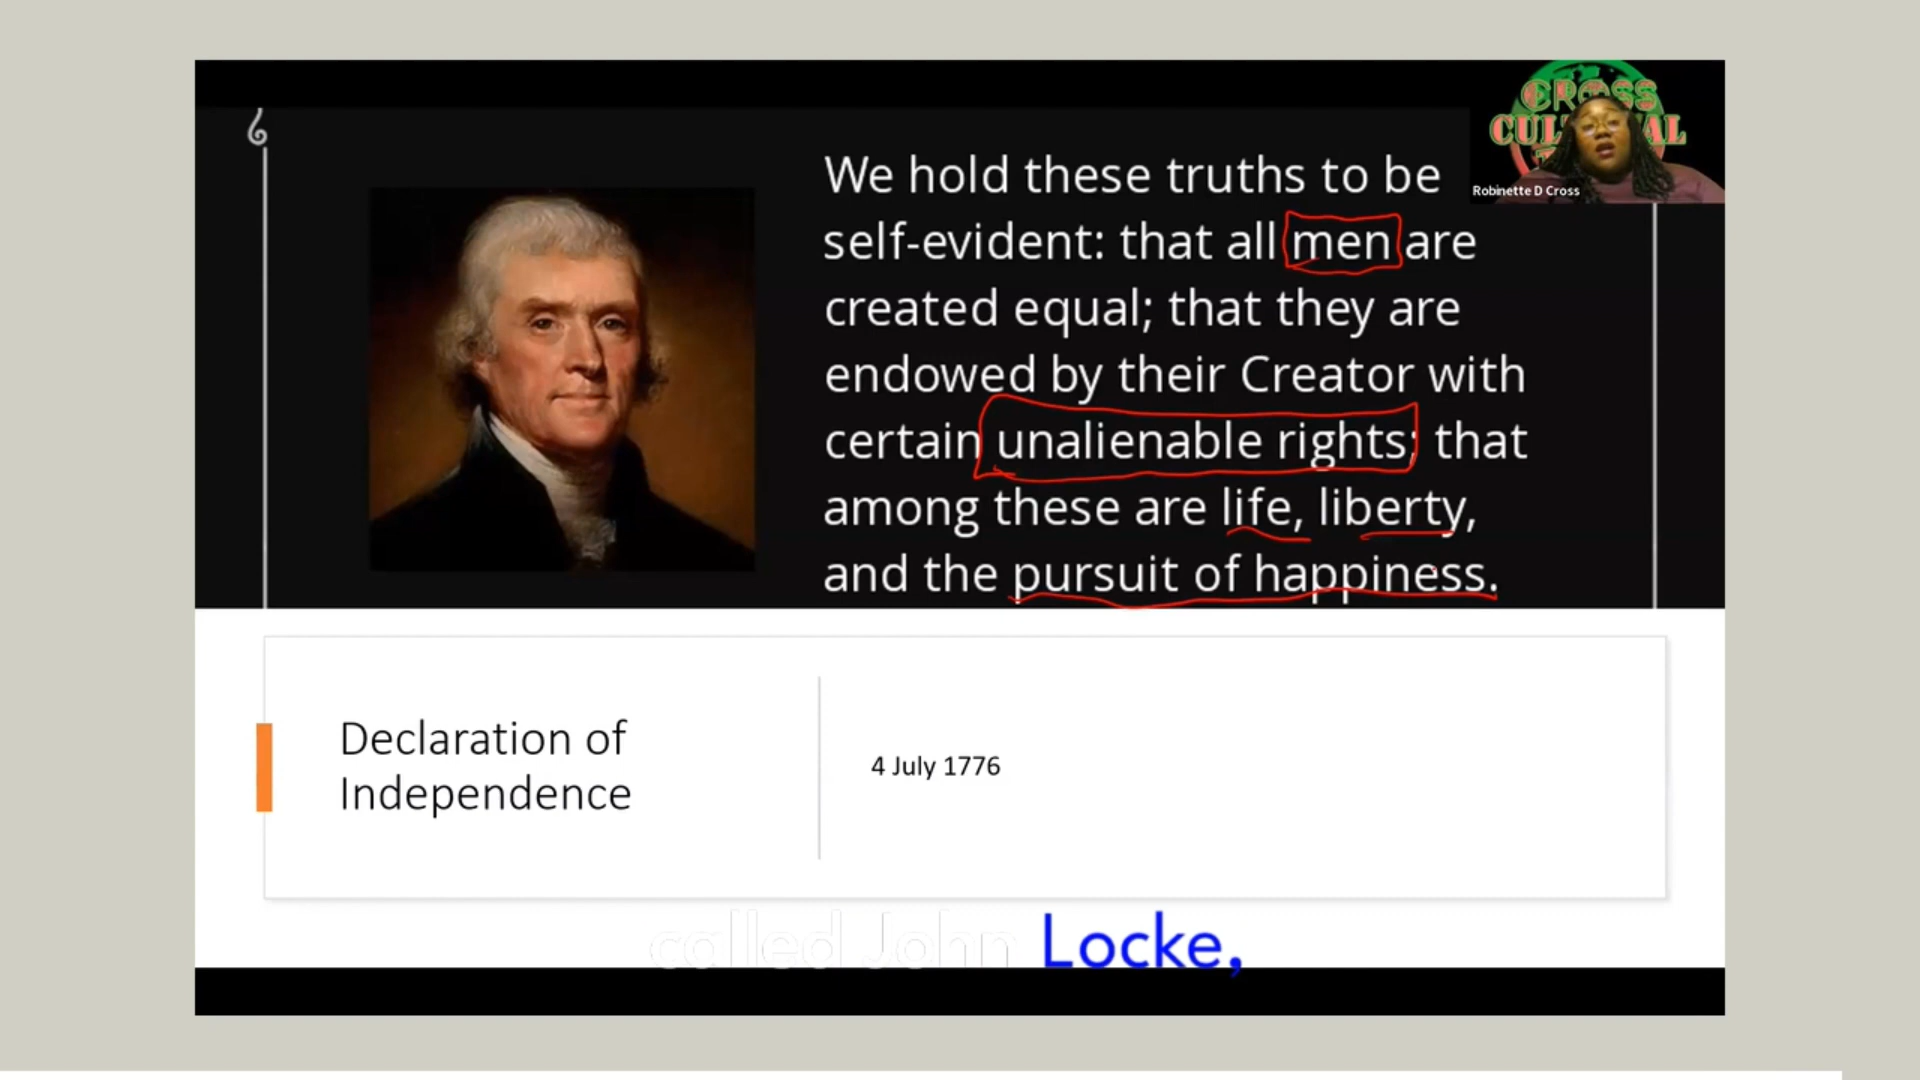 CROSS
Robinette D Cross
We hold these truths to be
self-evident: that all men are
created equal; that they are
endowed by their Creator with
certain unalienable rights; that
among these are life, liberty,
and the pursuit of happiness.
Declaration of
Independence
4 July 1776
called John Locke,